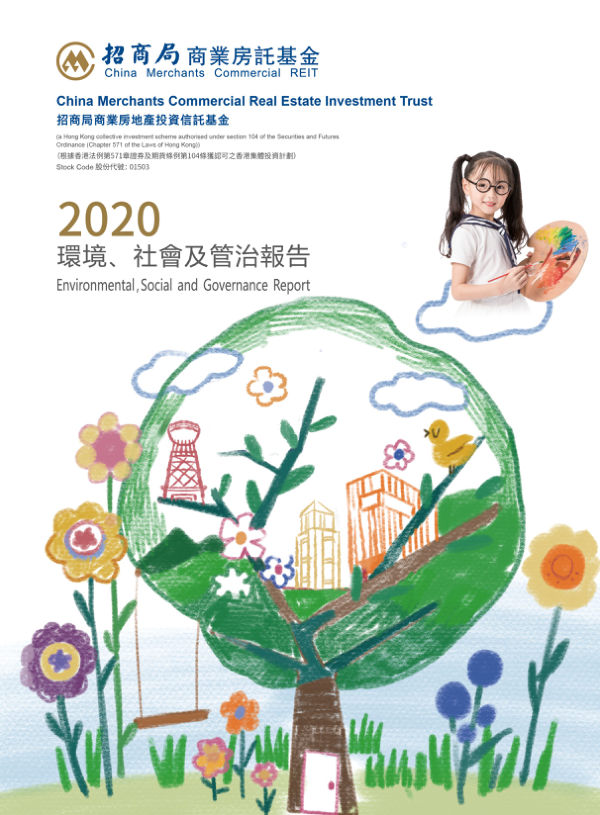 招商局 商業房託基金
China Merchants Commercial REIT
China Merchants Commercial Real Estate Investment Trust
招商局商業房地產投資信託基金
(a Hong Kong collective investment scheme authorised under section 104 of the Securities and Futures
Ordinance (Chapter 571 of the Laws of Hong Kong))
(根據香港法例第571章證券及期貨條例第104條獲認可之香港集體投資計劃)
Stock Code 股份代號: 01503
2020
環境、社會及管治報告
Environmental, Social and Governance Report